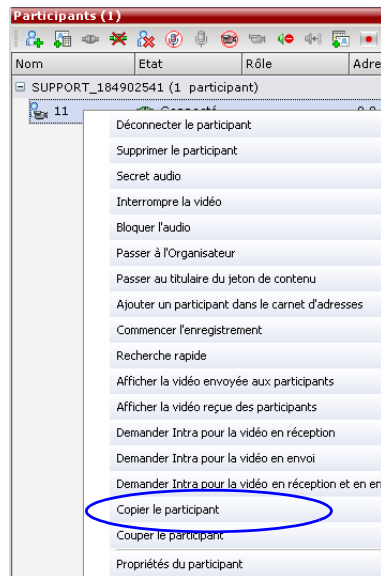 Participants (1)
Nom Etat Rôle Adre
SUPPORT_184902541 (1 participant)
11 Connecté
Déconnecter le participant
Supprimer le participant
Secret audio
Interrompre la vidéo
Bloquer l'audio
Passer à l'Organisateur
Passer au titulaire du jeton de contenu
Ajouter un participant dans le carnet d'adresses
Commencer l'enregistrement
Recherche rapide
Afficher la vidéo envoyée aux participants
Afficher la vidéo reçue des participants
Demander Intra pour la vidéo en réception
Demander Intra pour la vidéo en envoi
Demander Intra pour la vidéo en réception et en en
Copier le participant
Couper le participant
Propriétés du participant